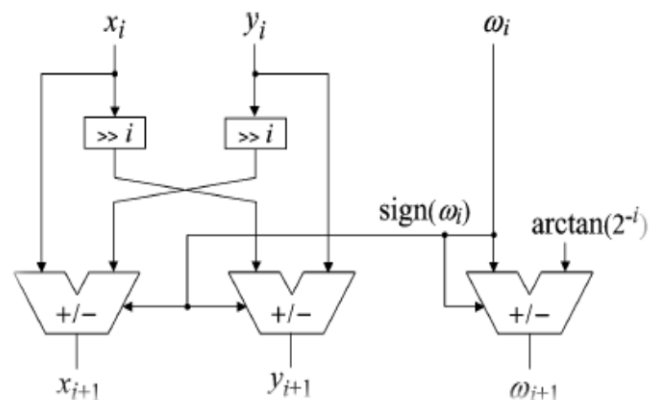 xᵢ yᵢ ωᵢ
>> i >> i
sign(ωᵢ) arctan(2⁻ⁱ)
+/− +/− +/−
xᵢ₊₁ yᵢ₊₁ ωᵢ₊₁